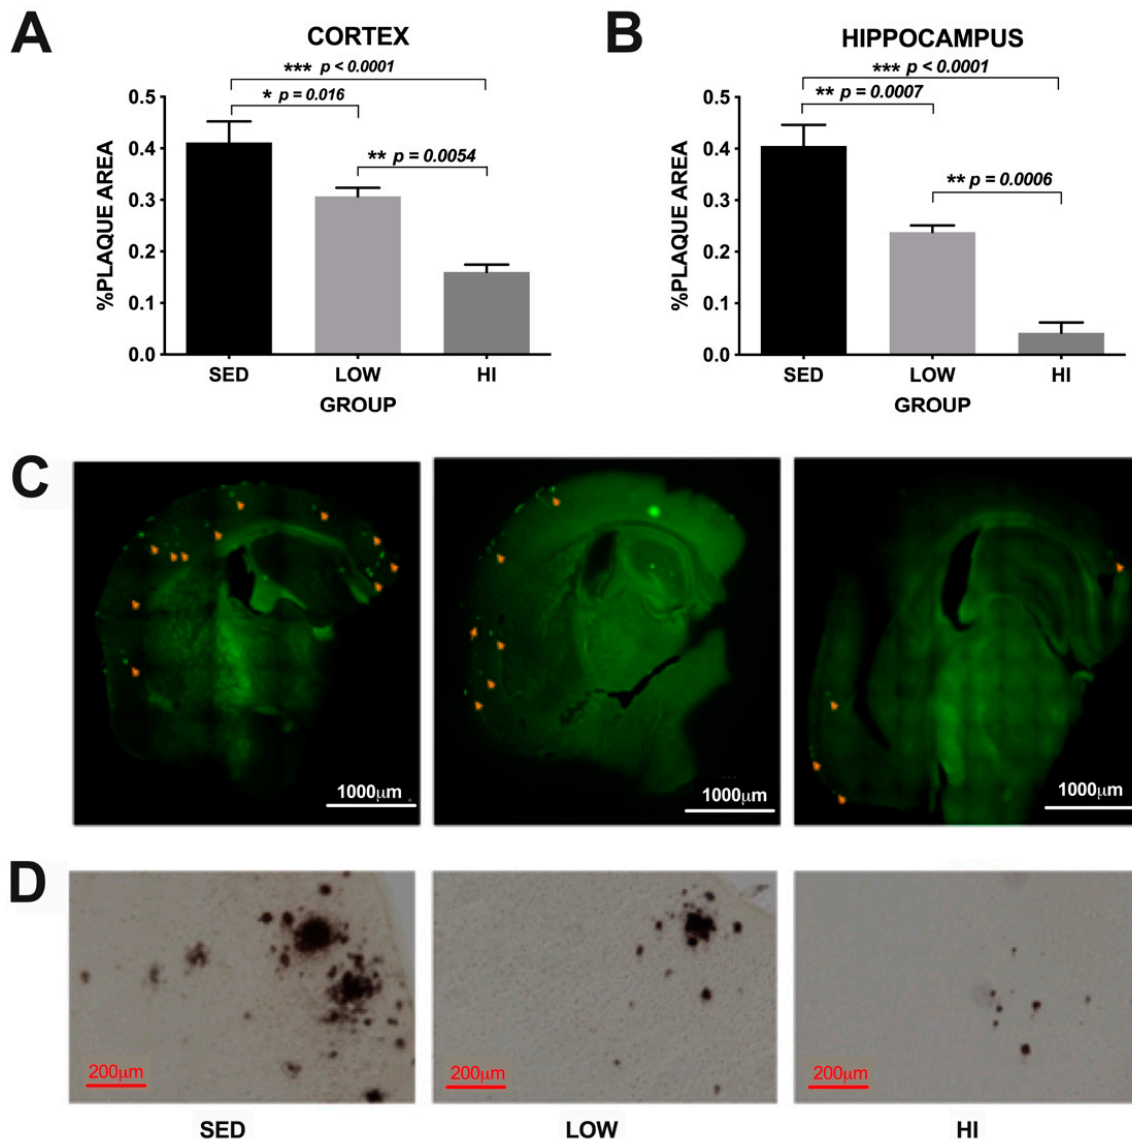 A
CORTEX
*** p < 0.0001
* p = 0.016
** p = 0.0054
%PLAQUE AREA
0.5
0.4
0.3
0.2
0.1
0.0
SED LOW HI
GROUP
B
HIPPOCAMPUS
*** p < 0.0001
** p = 0.0007
** p = 0.0006
%PLAQUE AREA
0.5
0.4
0.3
0.2
0.1
0.0
SED LOW HI
GROUP
C
1000μm
1000μm
1000μm
D
200μm
200μm
200μm
SED LOW HI